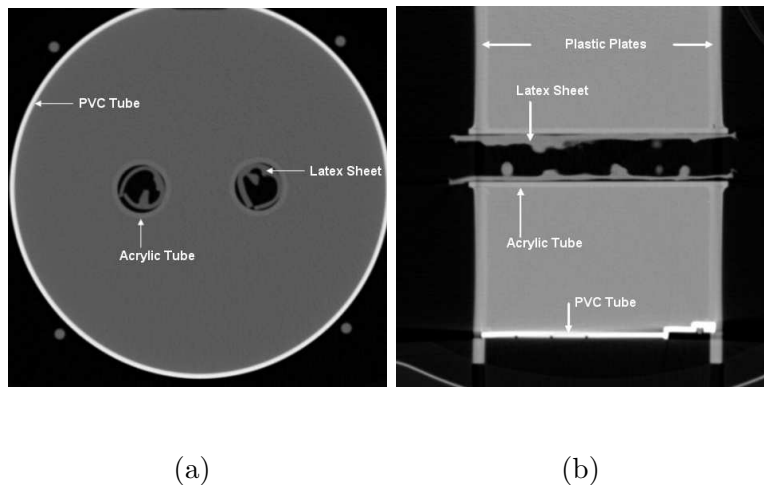 PVC Tube
Latex Sheet
Acrylic Tube
(a)
Plastic Plates
Latex Sheet
Acrylic Tube
PVC Tube
(b)